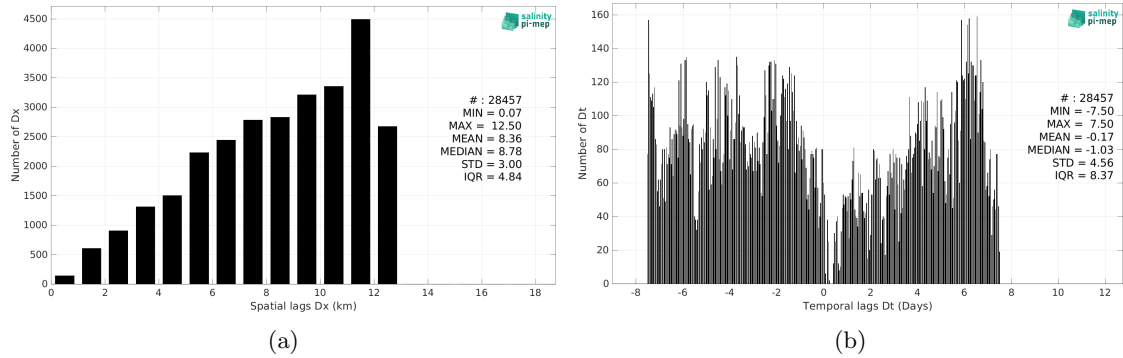 4500
4000
3500
3000
2500
2000
1500
1000
500
0
Number of Dx
0 2 4 6 8 10 12 14 16 18
Spatial lags Dx (km)
salinity
pi-mep
# : 28457
MIN = 0.07
MAX = 12.50
MEAN = 8.36
MEDIAN = 8.78
STD = 3.00
IQR = 4.84
(a)
160
140
120
100
80
60
40
20
0
Number of Dt
-8 -6 -4 -2 0 2 4 6 8 10 12
Temporal lags Dt (Days)
salinity
pi-mep
# : 28457
MIN = -7.50
MAX = 7.50
MEAN = -0.17
MEDIAN = -1.03
STD = 4.56
IQR = 8.37
(b)